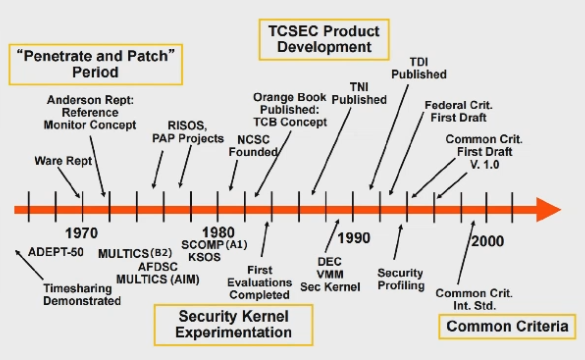 TCSEC Product
Development
"Penetrate and Patch"
Period
TDI
Published
TNI
Published
Anderson Rept:
Reference
Monitor Concept
Orange Book
Published:
TCB Concept
Federal Crit.
First Draft
RISOS,
PAP Projects
NCSC
Founded
Common Crit.
First Draft
V. 1.0
Ware Rept
1970
1980
1990
2000
ADEPT-50
MULTICS(B2)
AFDSC
MULTICS (AIM)
SCOMP(A1)
KSOS
First
Evaluations
Completed
DEC
VMM
Sec Kernel
Security
Profiling
Timesharing
Demonstrated
Common Crit.
Int. Std.
Security Kernel
Experimentation
Common Criteria